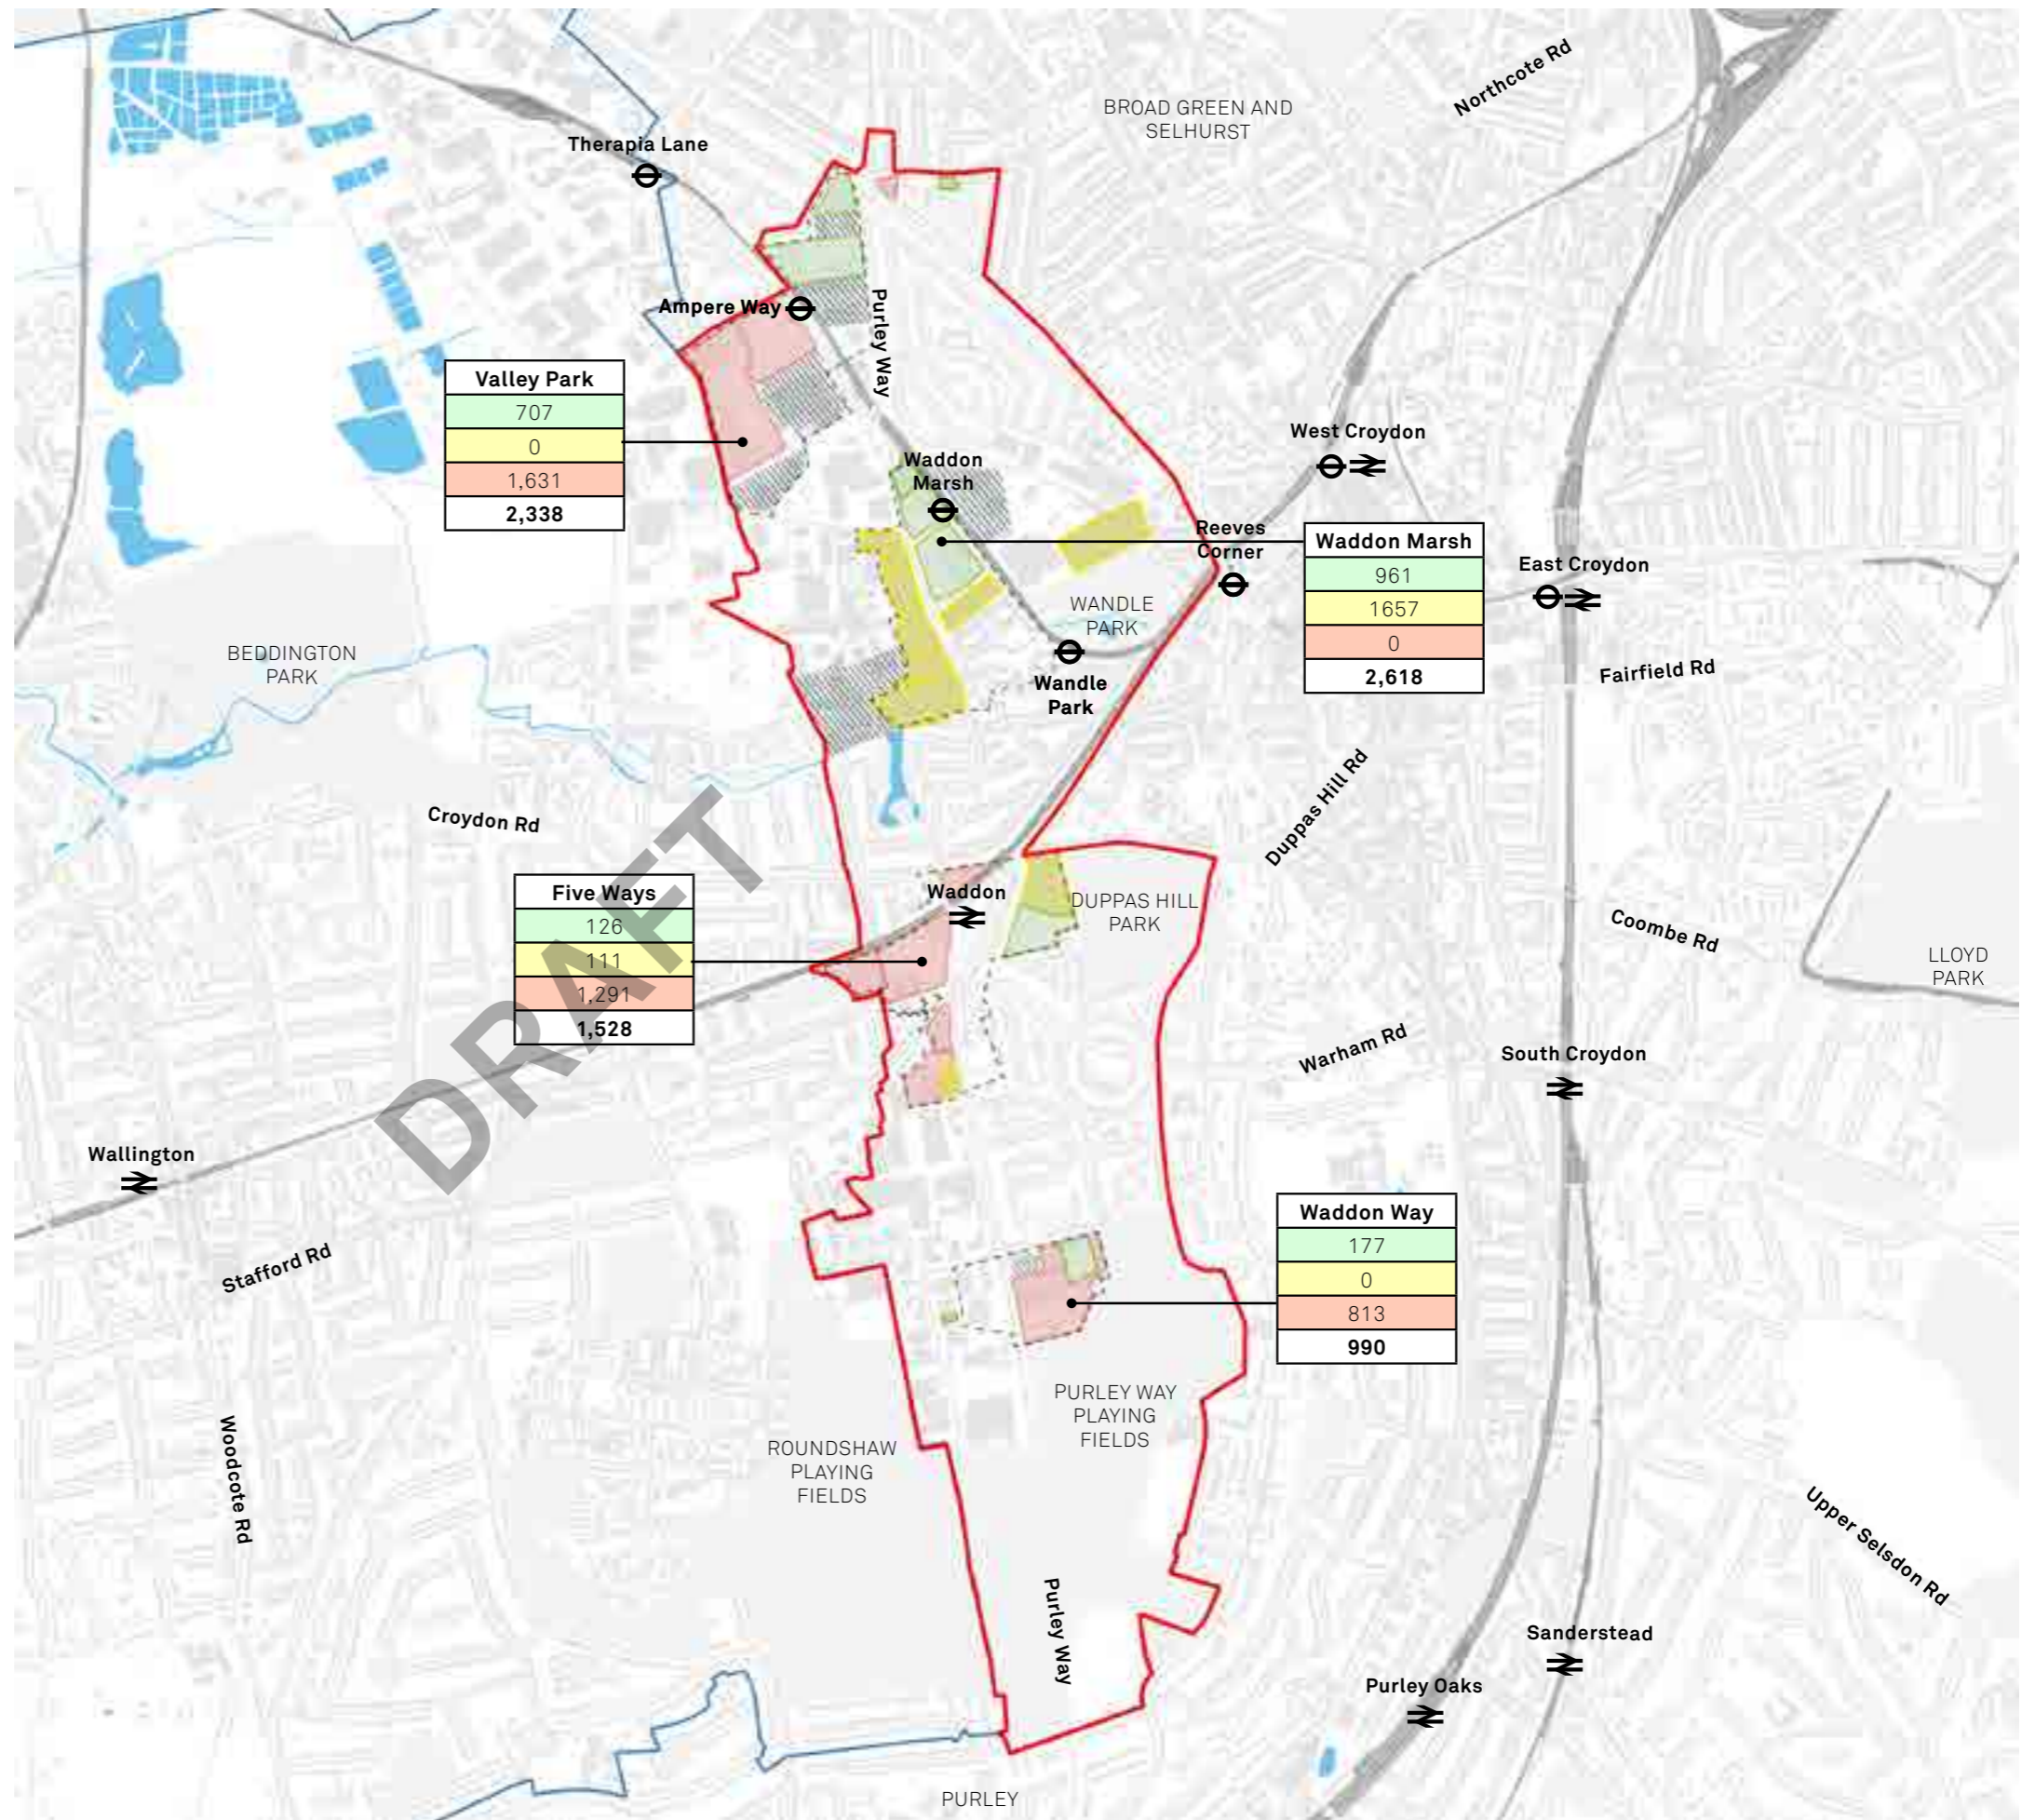 Northcote Rd
BROAD GREEN AND
SELHURST
Therapia Lane
Ampere Way
Purley Way
Valley Park
707
0
1,631
2,338
Waddon
Marsh
West Croydon
Reeves
Corner
Waddon Marsh
961
1657
0
2,618
East Croydon
WANDLE
PARK
Wandle
Park
Fairfield Rd
BEDDINGTON
PARK
Croydon Rd
Duppas Hill Rd
DRAFT
Five Ways
126
111
1,291
1,528
Waddon
DUPPAS HILL
PARK
Coombe Rd
LLOYD
PARK
Warham Rd
South Croydon
Wallington
Stafford Rd
Waddon Way
177
0
813
990
PURLEY WAY
PLAYING
FIELDS
ROUNDSHAW
PLAYING
FIELDS
Woodcote Rd
Upper Selsdon Rd
Purley Way
Sanderstead
Purley Oaks
PURLEY